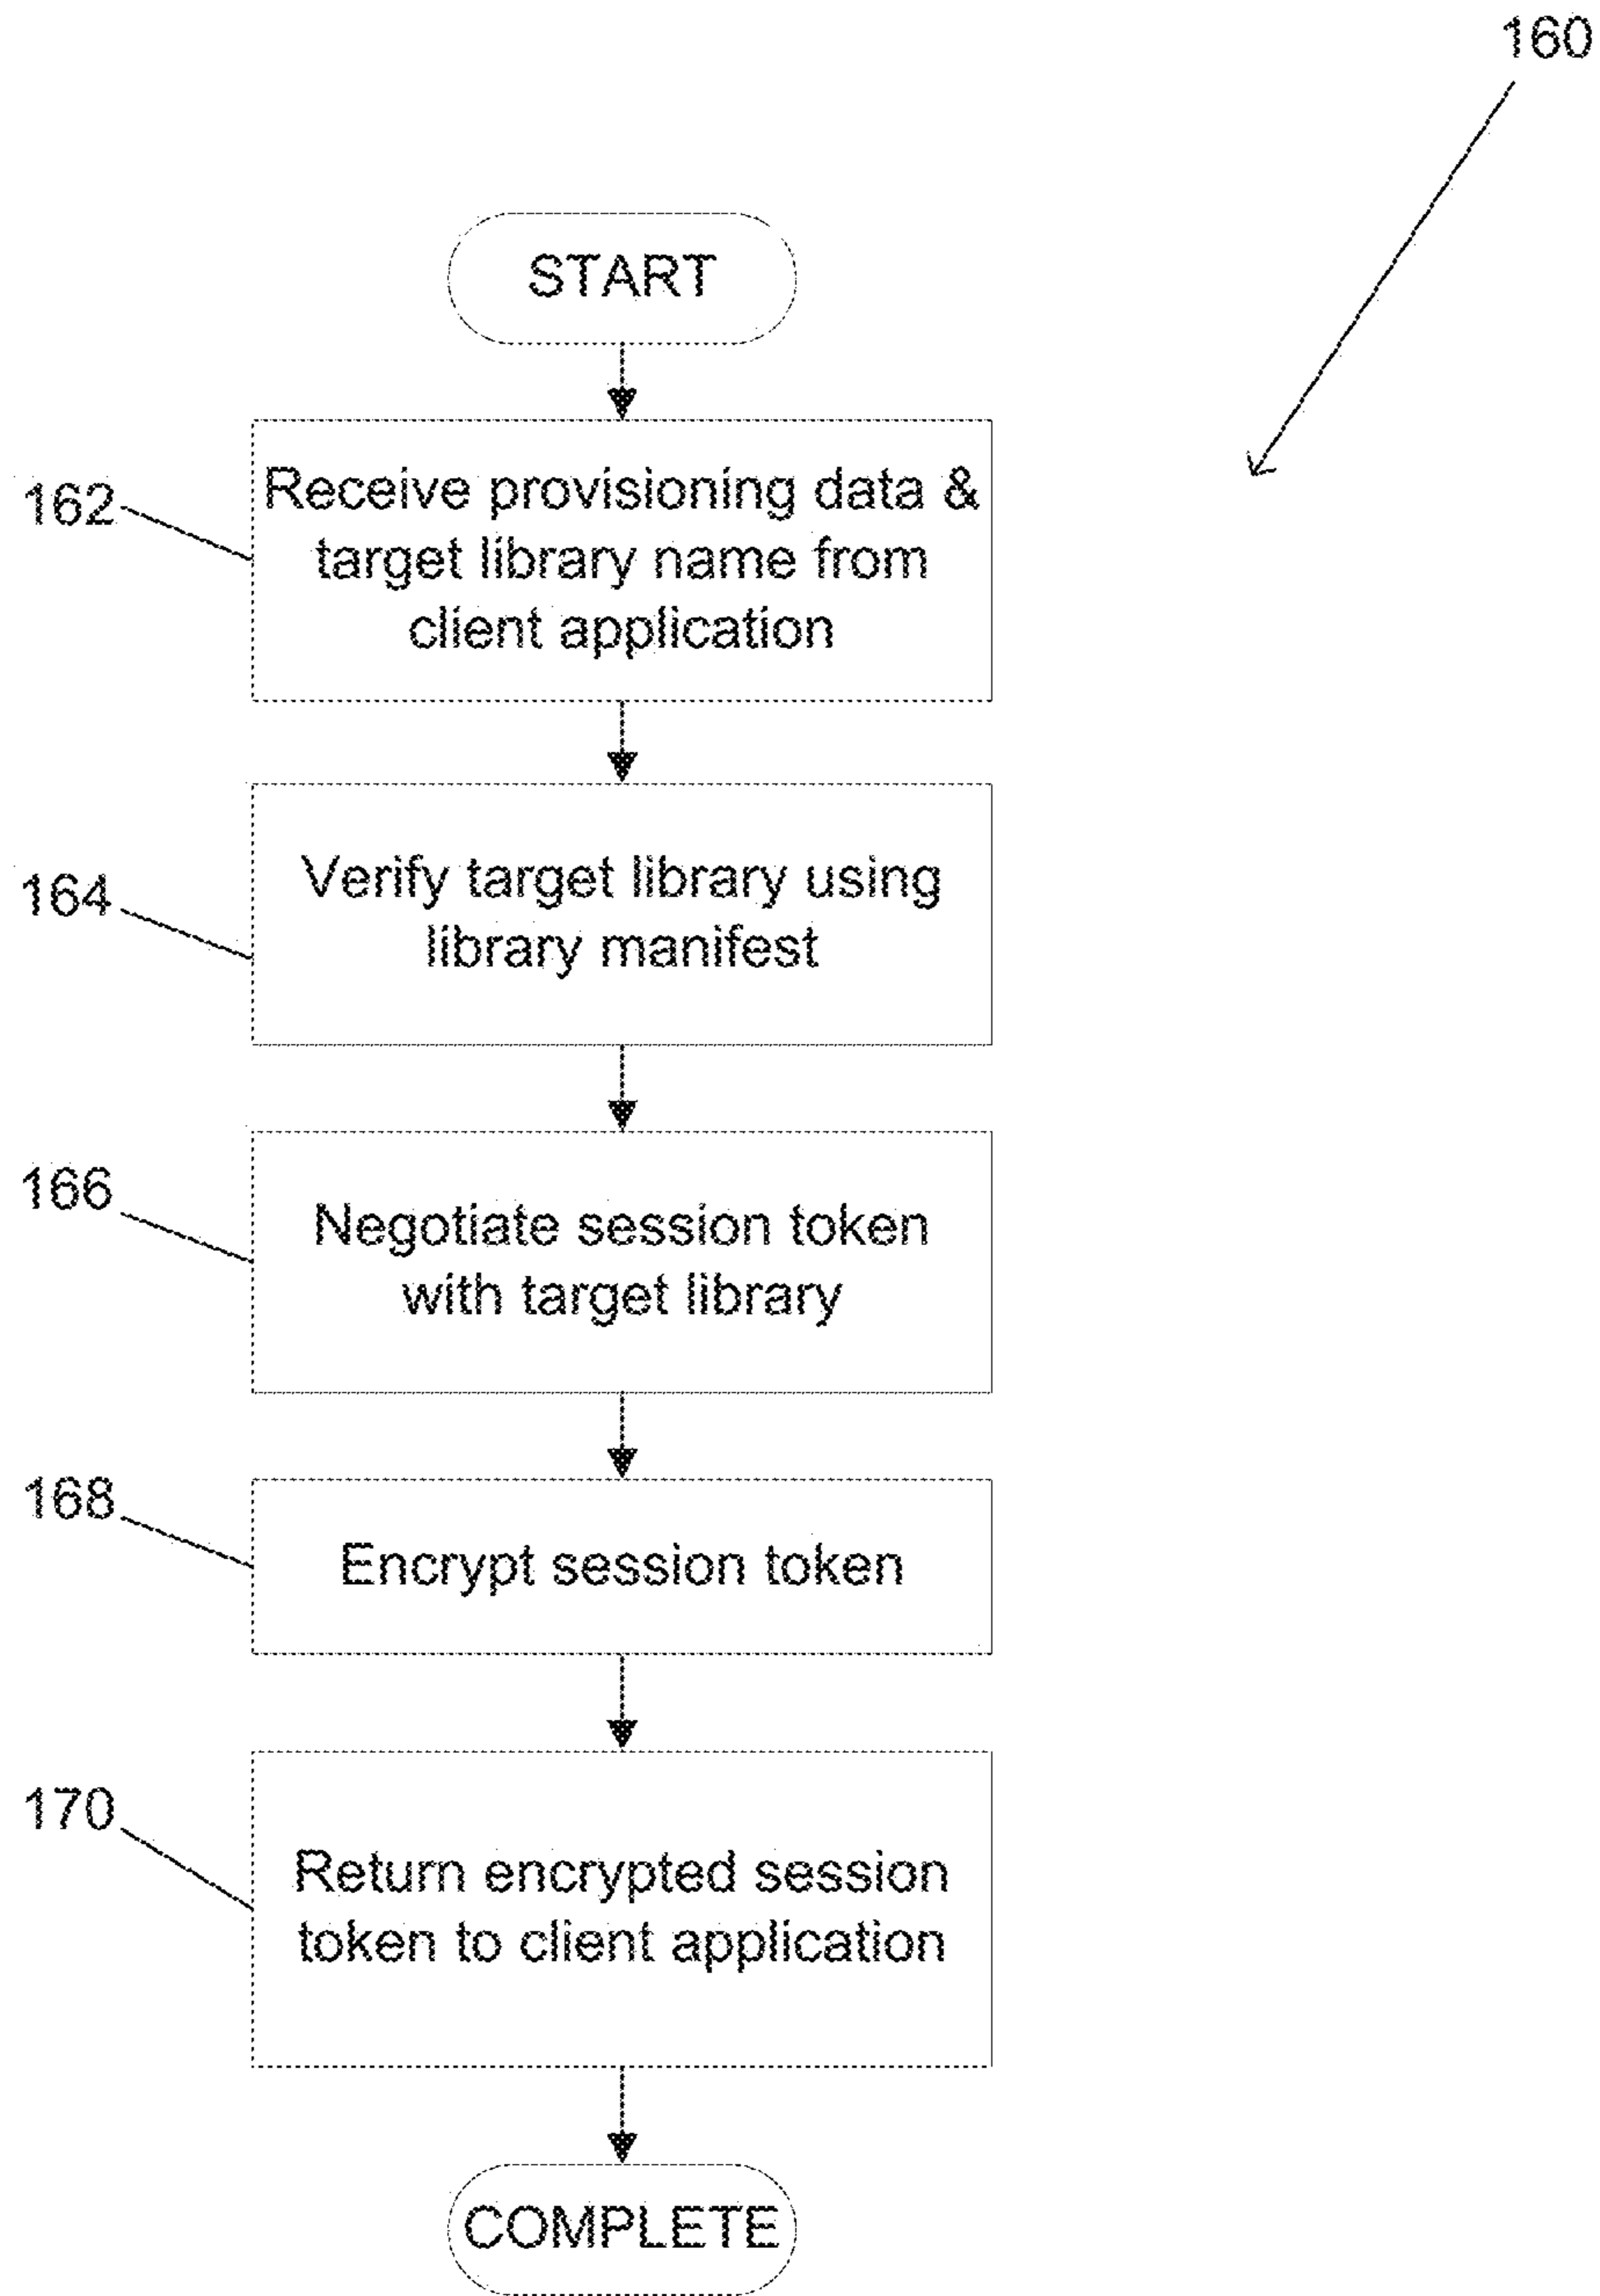 160
START
162
Receive provisioning data &
target library name from
client application
164
Verify target library using
library manifest
166
Negotiate session token
with target library
168
Encrypt session token
170
Return encrypted session
token to client application
COMPLETE